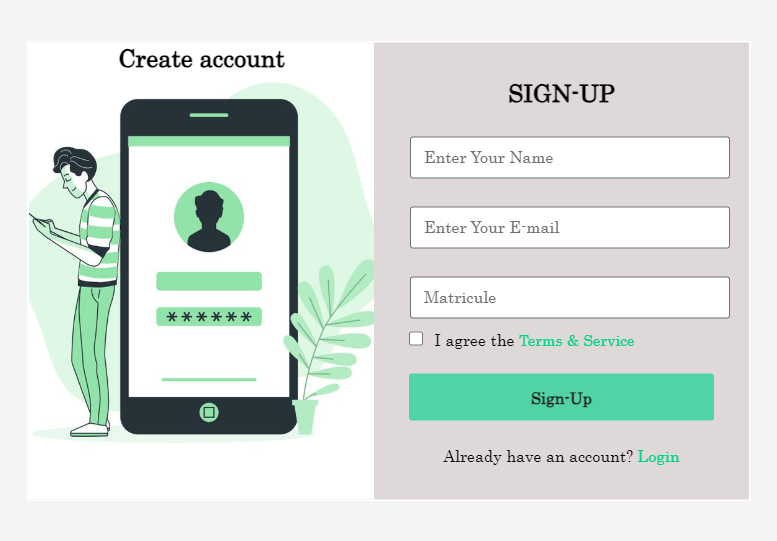 Create account
******
SIGN-UP
Enter Your Name
Enter Your E-mail
Matricule
I agree the Terms & Service
Sign-Up
Already have an account? Login